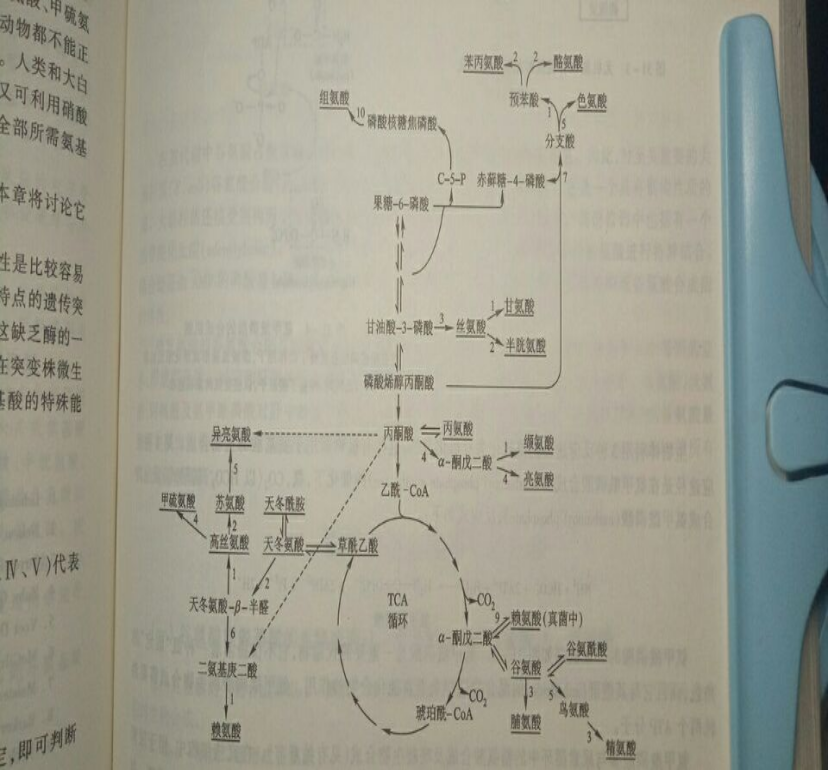 苯丙氨酸 2 2 酪氨酸
组氨酸 10 磷酸核糖焦磷酸 预苯酸 1 5 色氨酸
分支酸
C-5-P 赤藓糖-4-磷酸 7
果糖-6-磷酸
甘油酸-3-磷酸 3 丝氨酸 1 甘氨酸
2 半胱氨酸
磷酸烯醇丙酮酸
异亮氨酸 丙酮酸 丙氨酸
4 α-酮戊二酸 1 缬氨酸
4 亮氨酸
5 乙酰-CoA
甲硫氨酸 苏氨酸 天冬酰胺
4 2
高丝氨酸 天冬氨酸 草酰乙酸
1 2
天冬氨酸-β-半醛
TCA
循环
CO₂
6 α-酮戊二酸 9 赖氨酸(真菌中)
二氨基庚二酸 谷氨酸 谷氨酰胺
1 琥珀酰-CoA CO₂ 3 5 鸟氨酸
赖氨酸 脯氨酸 3 精氨酸
酸、甲硫氨
动物都不能正
。人类和大白
又可利用硝酸
全部所需氨基
本章将讨论它
性是比较容易
特点的遗传突
这缺乏酶的一
在突变株微生
基酸的特殊能
Ⅳ、Ⅴ)代表
定,即可判断